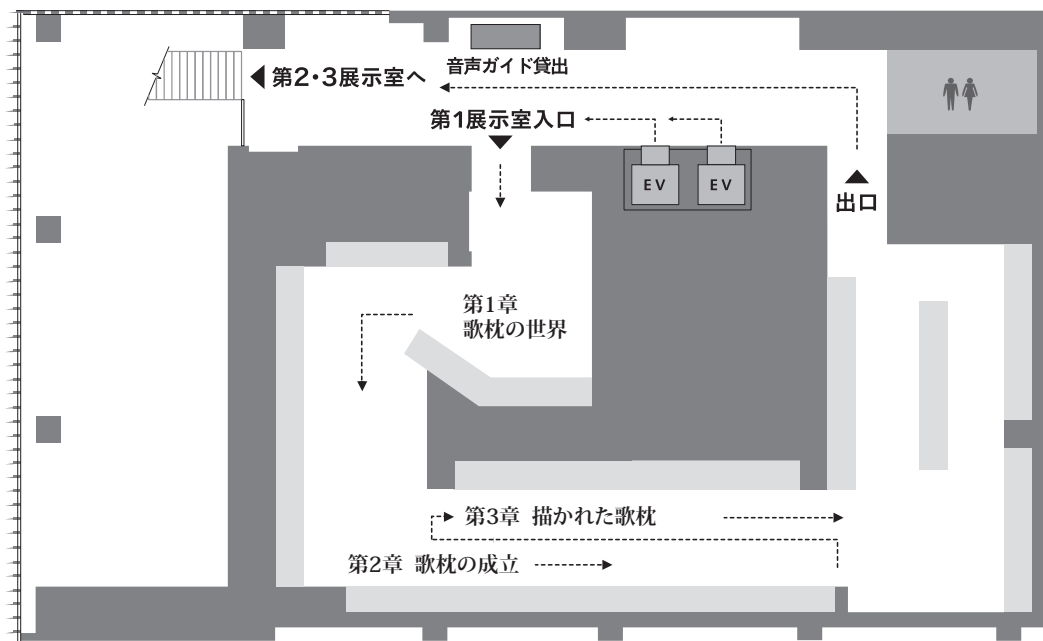 音声ガイド貸出
第2・3展示室へ
第1展示室入口
EV
EV
出口
第1章
歌枕の世界
第3章 描かれた歌枕
第2章 歌枕の成立